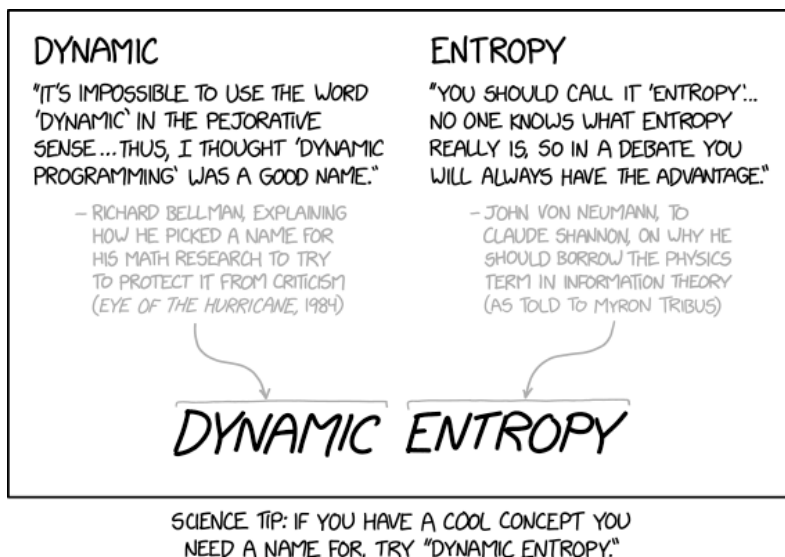 DYNAMIC
"IT'S IMPOSSIBLE TO USE THE WORD
'DYNAMIC' IN THE PEJORATIVE
SENSE...THUS, I THOUGHT 'DYNAMIC
PROGRAMMING' WAS A GOOD NAME."
– RICHARD BELLMAN, EXPLAINING
HOW HE PICKED A NAME FOR
HIS MATH RESEARCH TO TRY
TO PROTECT IT FROM CRITICISM
(EYE OF THE HURRICANE, 1984)
ENTROPY
"YOU SHOULD CALL IT 'ENTROPY'...
NO ONE KNOWS WHAT ENTROPY
REALLY IS, SO IN A DEBATE YOU
WILL ALWAYS HAVE THE ADVANTAGE."
– JOHN VON NEUMANN, TO
CLAUDE SHANNON, ON WHY HE
SHOULD BORROW THE PHYSICS
TERM IN INFORMATION THEORY
(AS TOLD TO MYRON TRIBUS)
DYNAMIC ENTROPY
SCIENCE TIP: IF YOU HAVE A COOL CONCEPT YOU
NEED A NAME FOR, TRY "DYNAMIC ENTROPY."